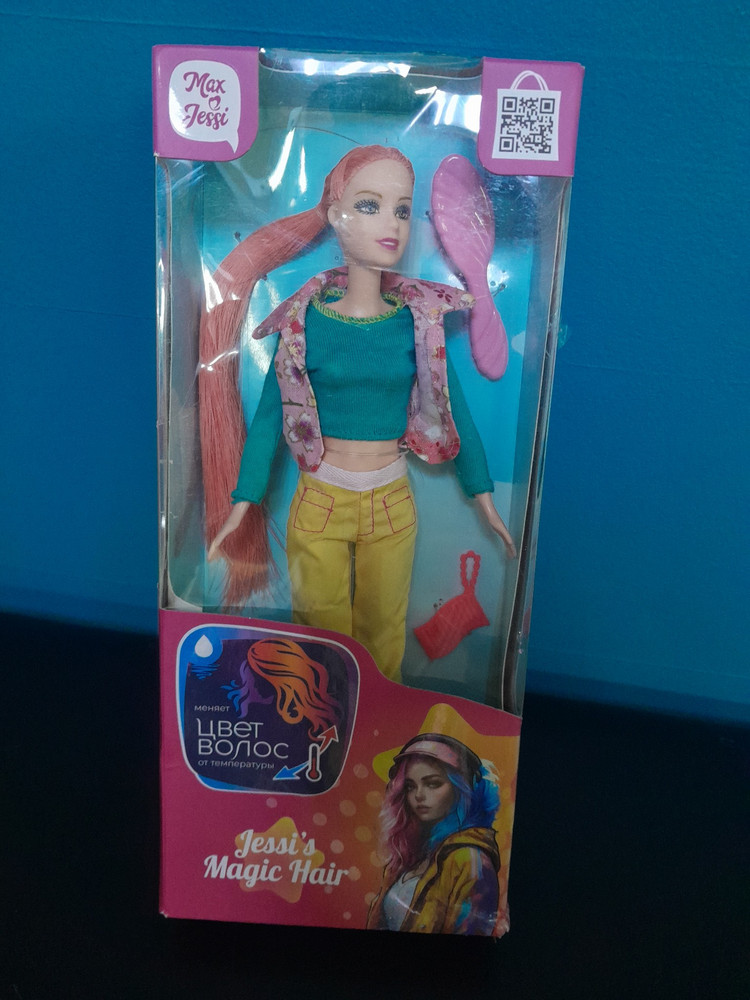 Max
Jessi
меняет
ЦВЕТ
ВОЛОС
от температуры
Jessi's
Magic Hair